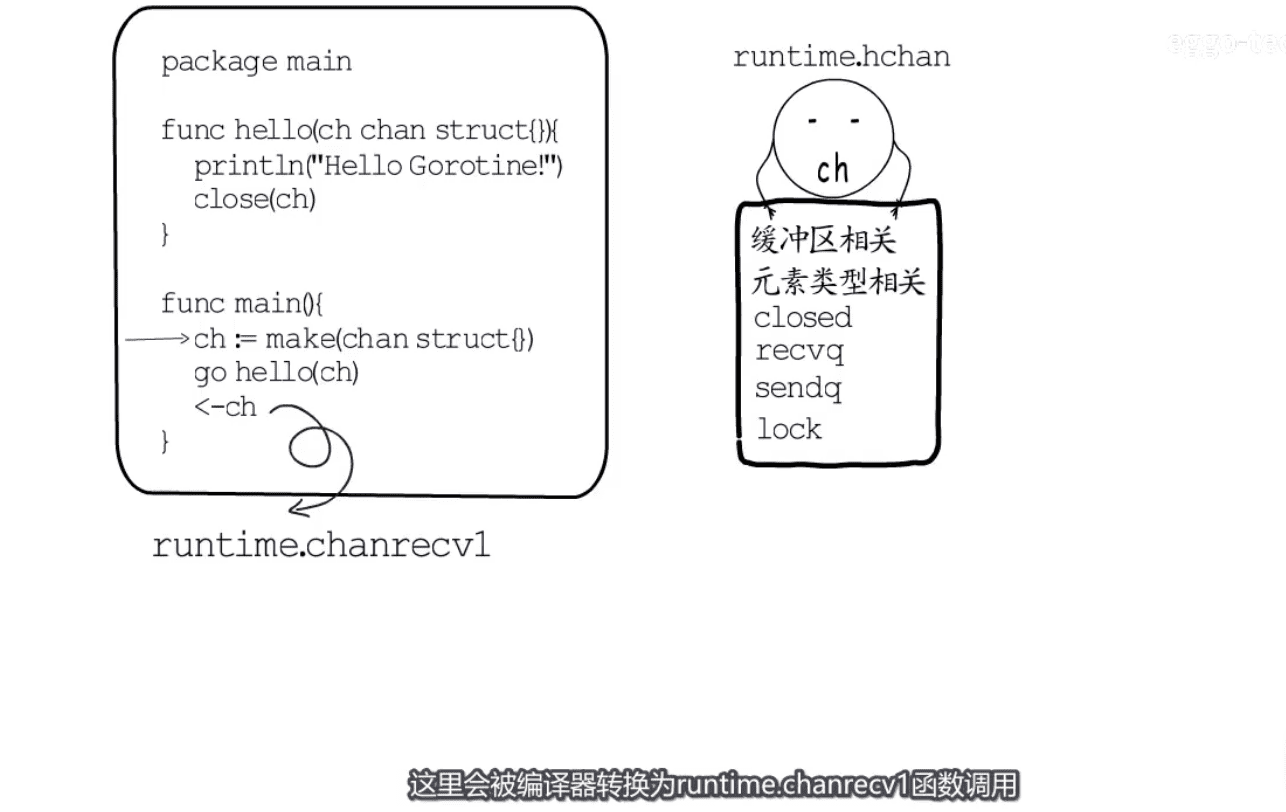 package main
func hello(ch chan struct{}){
println("Hello Gorotine!")
close(ch)
}
func main(){
ch := make(chan struct{})
go hello(ch)
<-ch
}
runtime.chanrecv1
runtime.hchan
ch
缓冲区相关
元素类型相关
closed
recvq
sendq
lock
这里会被编译器转换为runtime.chanrecv1函数调用